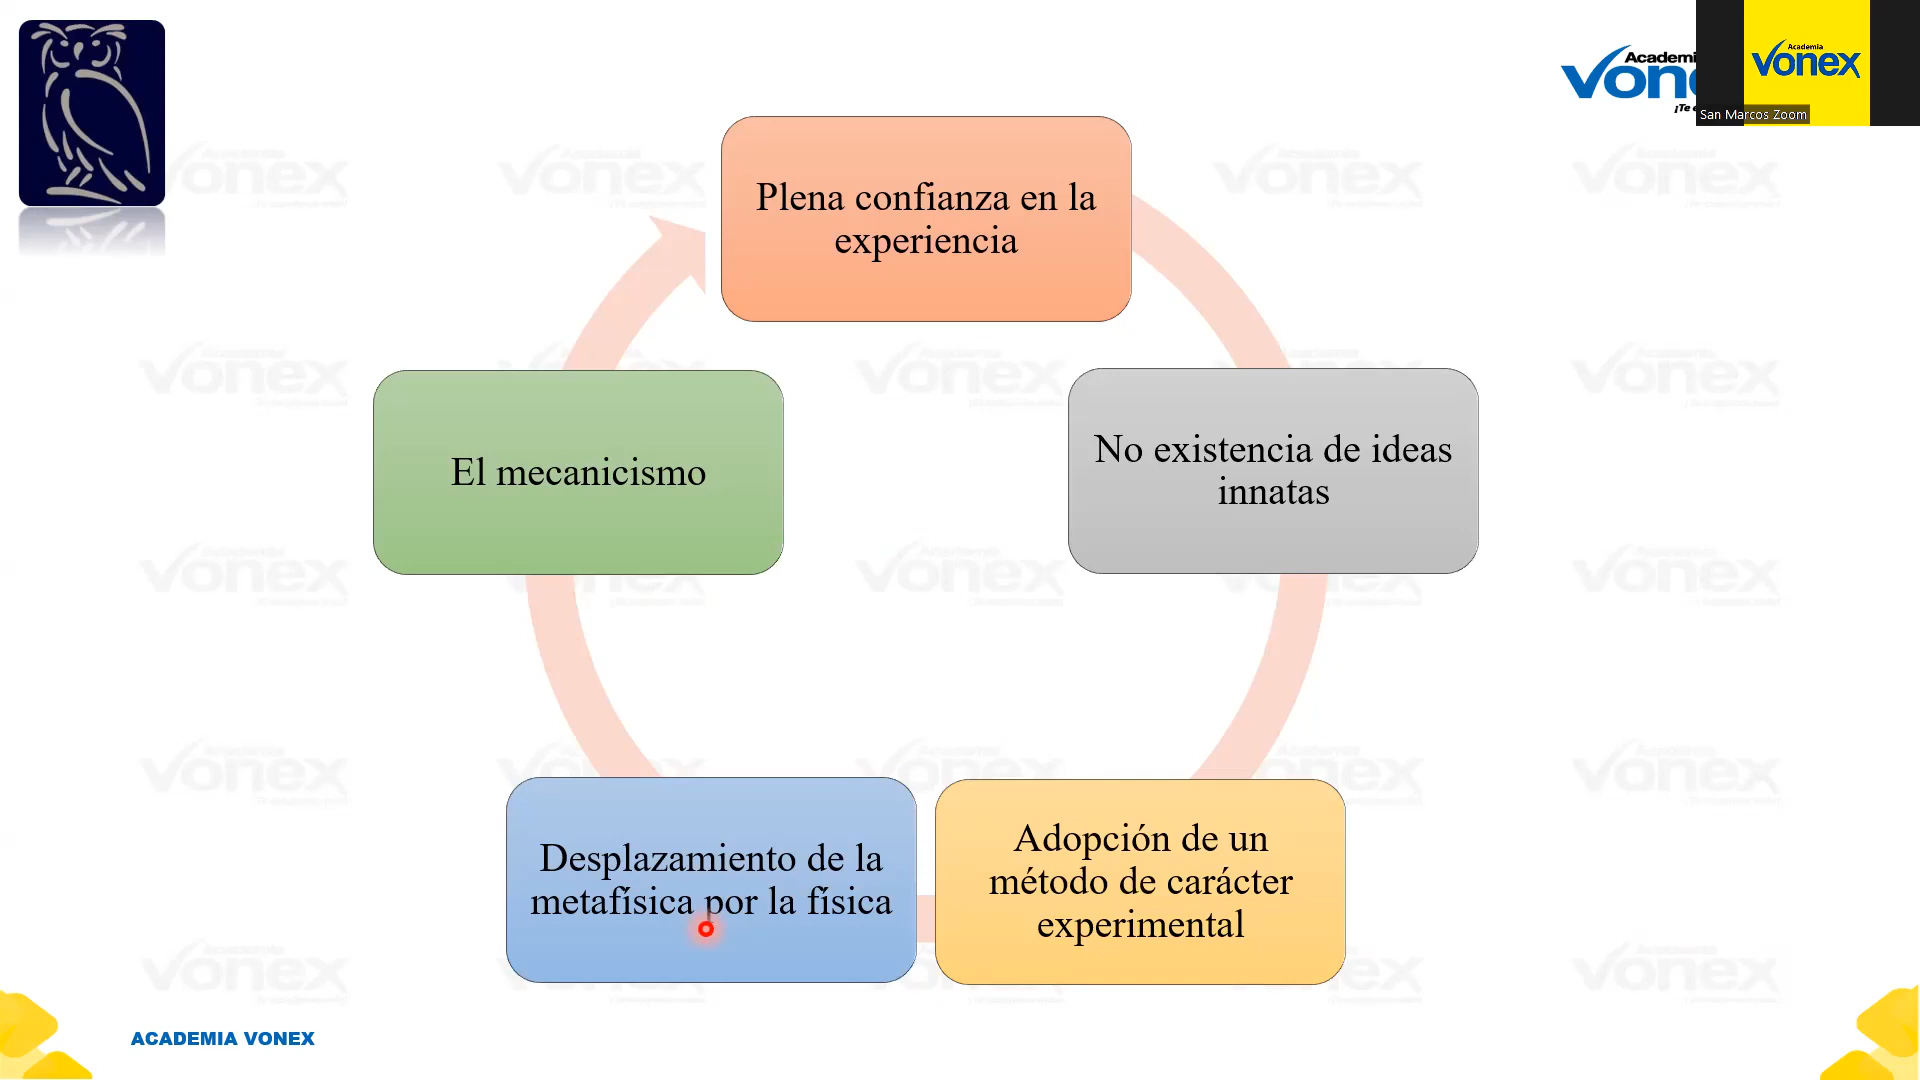 Academia
vonex
San Marcos Zoom
Plena confianza en la
experiencia
El mecanicismo
No existencia de ideas
innatas
Desplazamiento de la
metafísica por la física
Adopción de un
método de carácter
experimental
ACADEMIA VONEX